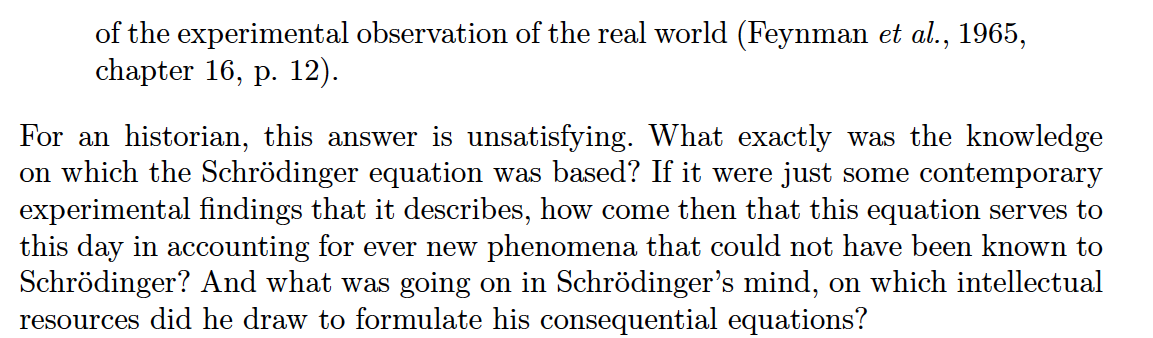 of the experimental observation of the real world (Feynman et al., 1965,
chapter 16, p. 12).
For an historian, this answer is unsatisfying. What exactly was the knowledge
on which the Schrödinger equation was based? If it were just some contemporary
experimental findings that it describes, how come then that this equation serves to
this day in accounting for ever new phenomena that could not have been known to
Schrödinger? And what was going on in Schrödinger’s mind, on which intellectual
resources did he draw to formulate his consequential equations?